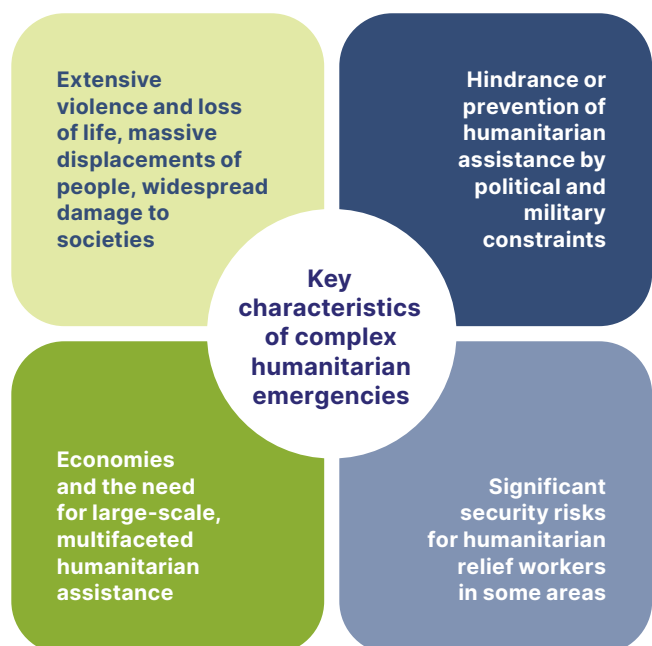 Extensive
violence and loss
of life, massive
displacements of
people, widespread
damage to
societies
Hindrance or
prevention of
humanitarian
assistance by
political and
military
constraints
Key
characteristics
of complex
humanitarian
emergencies
Economies
and the need
for large-scale,
multifaceted
humanitarian
assistance
Significant
security risks
for humanitarian
relief workers
in some areas